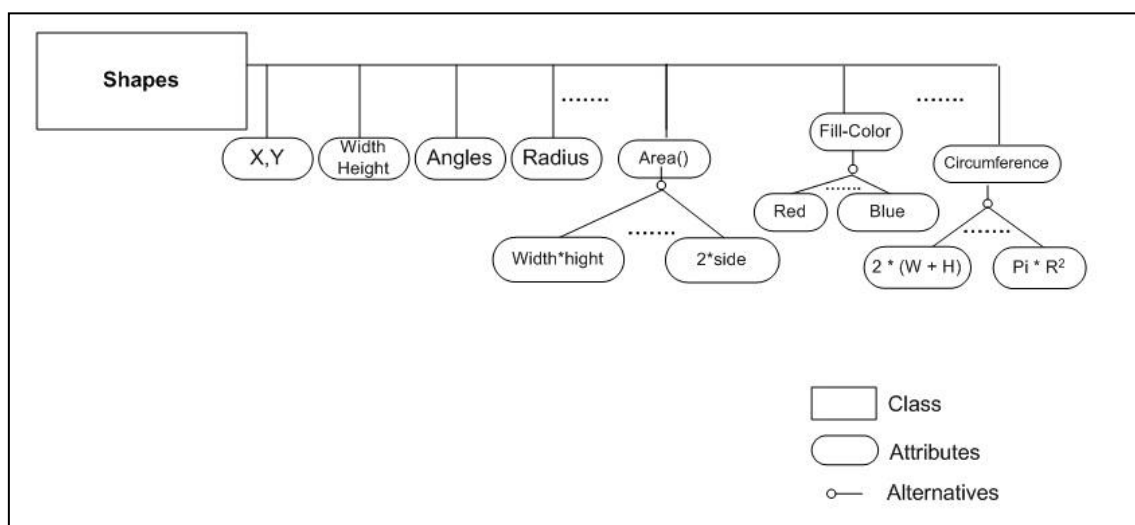 Shapes
X,Y
Width
Height
Angles
Radius
.......
Area()
Fill-Color
.......
Circumference
Width*hight
.......
2*side
Red
.......
Blue
2 * (W + H)
.......
Pi * R²
Class
Attributes
Alternatives